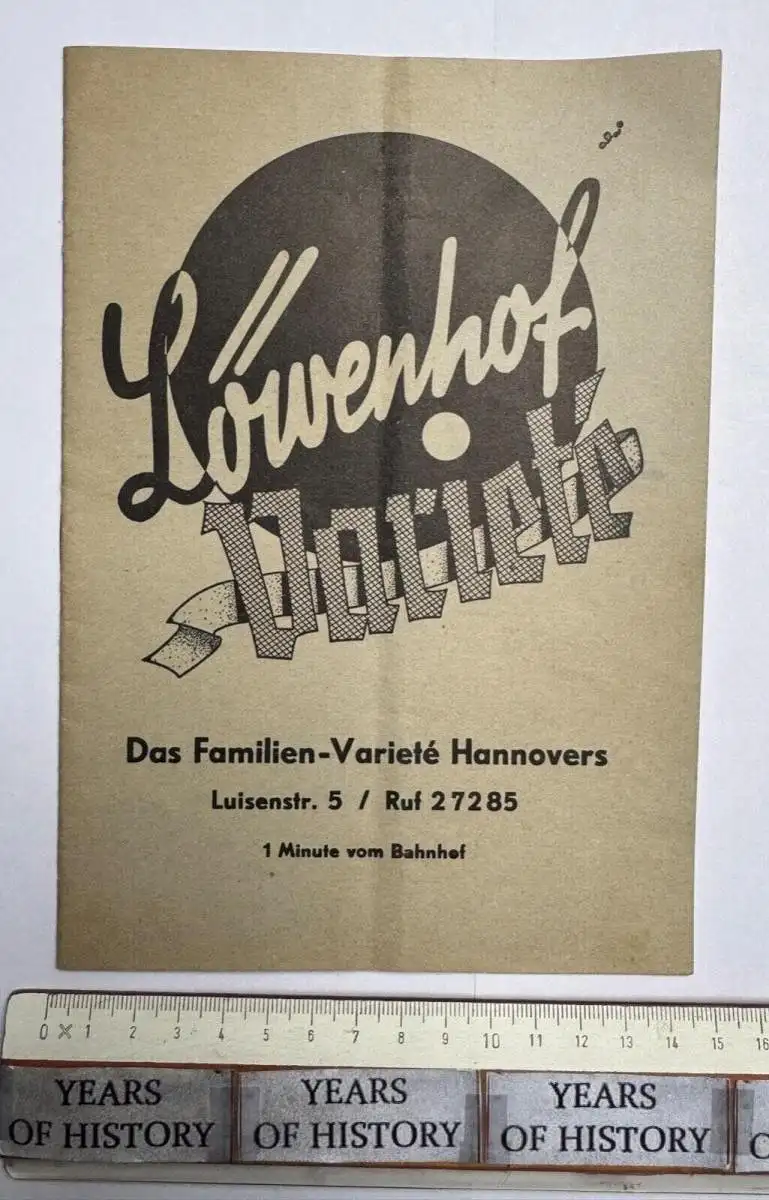 Löwenhof
Varieté
Das Familien-Varieté Hannovers
Luisenstr. 5 / Ruf 27285
1 Minute vom Bahnhof
0 1 2 3 4 5 6 7 8 9 10 11 12 13 14 15 16
YEARS
OF HISTORY
YEARS
OF HISTORY
YEARS
OF HISTORY